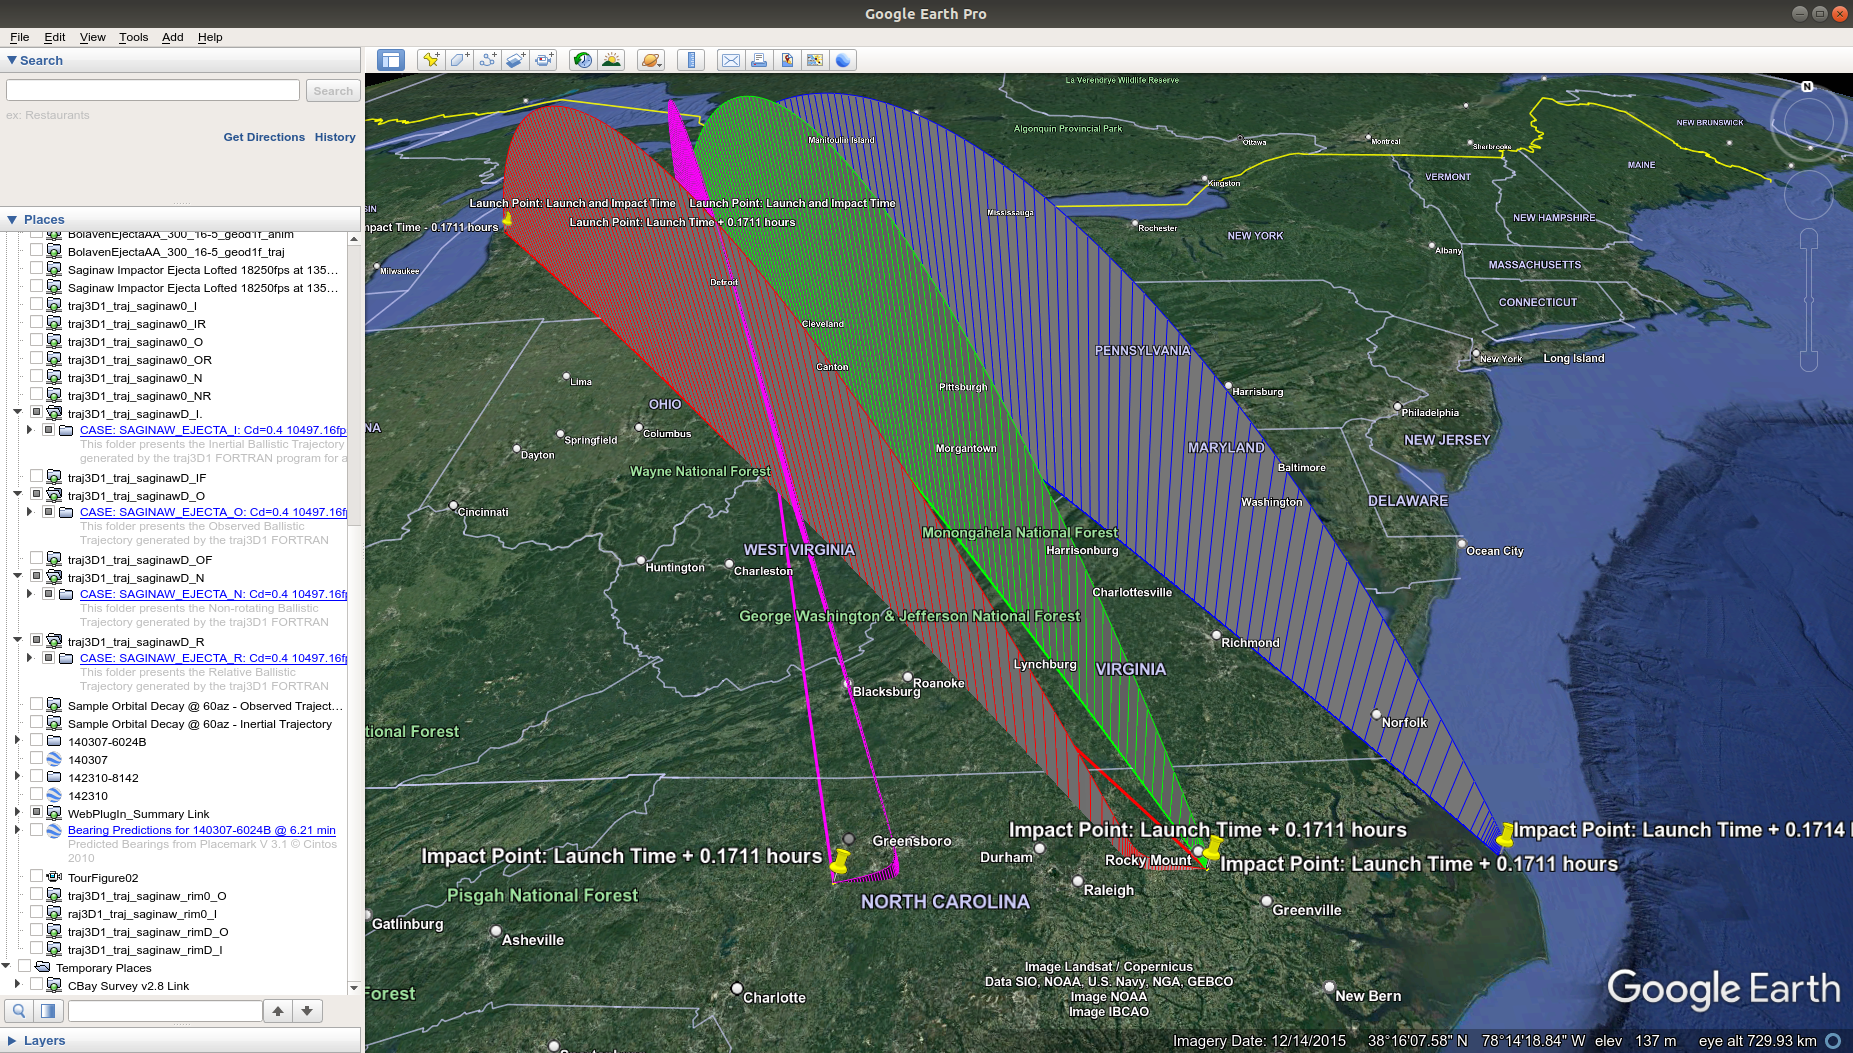 Google Earth Pro
File Edit View Tools Add Help
Search
Search
ex: Restaurants
Get Directions History
Places
BolavenEjectaAA_300_16-5_geod1f_anim
BolavenEjectaAA_300_16-5_geod1f_traj
Saginaw Impactor Ejecta Lofted 18250fps at 135...
Saginaw Impactor Ejecta Lofted 18250fps at 135...
traj3D1_traj_saginaw0_I
traj3D1_traj_saginaw0_IR
traj3D1_traj_saginaw0_O
traj3D1_traj_saginaw0_OR
traj3D1_traj_saginaw0_N
traj3D1_traj_saginaw0_NR
traj3D1_traj_saginawD_I.
CASE: SAGINAW_EJECTA_I: Cd=0.4 10497.16fp
This folder presents the Inertial Ballistic Trajectory
generated by the traj3D1 FORTRAN program for a
traj3D1_traj_saginawD_IF
traj3D1_traj_saginawD_O
CASE: SAGINAW_EJECTA_O: Cd=0.4 10497.16f
This folder presents the Observed Ballistic
Trajectory generated by the traj3D1 FORTRAN
traj3D1_traj_saginawD_OF
traj3D1_traj_saginawD_N
CASE: SAGINAW_EJECTA_N: Cd=0.4 10497.16f
This folder presents the Non-rotating Ballistic
Trajectory generated by the traj3D1 FORTRAN
traj3D1_traj_saginawD_R
CASE: SAGINAW_EJECTA_R: Cd=0.4 10497.16f
This folder presents the Relative Ballistic
Trajectory generated by the traj3D1 FORTRAN
Sample Orbital Decay @ 60az - Observed Traject...
Sample Orbital Decay @ 60az - Inertial Trajectory
140307-6024B
140307
142310-8142
142310
WebPlugIn_Summary Link
Bearing Predictions for 140307-6024B @ 6.21 min
Predicted Bearings from Placemark V 3.1 © Cintos
2010
TourFigure02
traj3D1_traj_saginaw_rim0_O
raj3D1_traj_saginaw_rim0_I
traj3D1_traj_saginaw_rimD_O
traj3D1_traj_saginaw_rimD_I
Temporary Places
CBay Survey v2.8 Link
Layers
N
La Verendrye Wildlife Reserve
Algonquin Provincial Park
NEW BRUNSWICK
Manitoulin Island
Ottawa
Montreal
Sherbrooke
MAINE
VERMONT
Kingston
Launch Point: Launch and Impact Time
Launch Point: Launch and Impact Time
SIN
Mississauga
NEW HAMPSHIRE
mpact Time - 0.1711 hours
Launch Point: Launch Time + 0.1711 hours
Rochester
NEW YORK
Albany
MASSACHUSETTS
Milwaukee
Detroit
CONNECTICUT
Cleveland
PENNSYLVANIA
New York
Long Island
Canton
Lima
Pittsburgh
Harrisburg
OHIO
Philadelphia
NA
Springfield
Columbus
NEW JERSEY
Dayton
Morgantown
MARYLAND
Baltimore
Wayne National Forest
Washington
DELAWARE
Cincinnati
Monongahela National Forest
WEST VIRGINIA
Harrisonburg
Ocean City
Huntington
Charleston
Charlottesville
George Washington & Jefferson National Forest
Richmond
Lynchburg
VIRGINIA
Roanoke
Blacksburg
Norfolk
tional Forest
Impact Point: Launch Time + 0.1711 hours
Impact Point: Launch Time + 0.1714
Greensboro
Impact Point: Launch Time + 0.1711 hours
Durham
Rocky Mount
Impact Point: Launch Time + 0.1711 hours
Raleigh
Pisgah National Forest
NORTH CAROLINA
Greenville
Gatlinburg
Asheville
Image Landsat / Copernicus
Data SIO, NOAA, U.S. Navy, NGA, GEBCO
Image NOAA
Image IBCAO
Forest
Charlotte
New Bern
Google Earth
Imagery Date: 12/14/2015 38°16'07.58" N 78°14'18.84" W elev 137 m eye alt 729.93 km